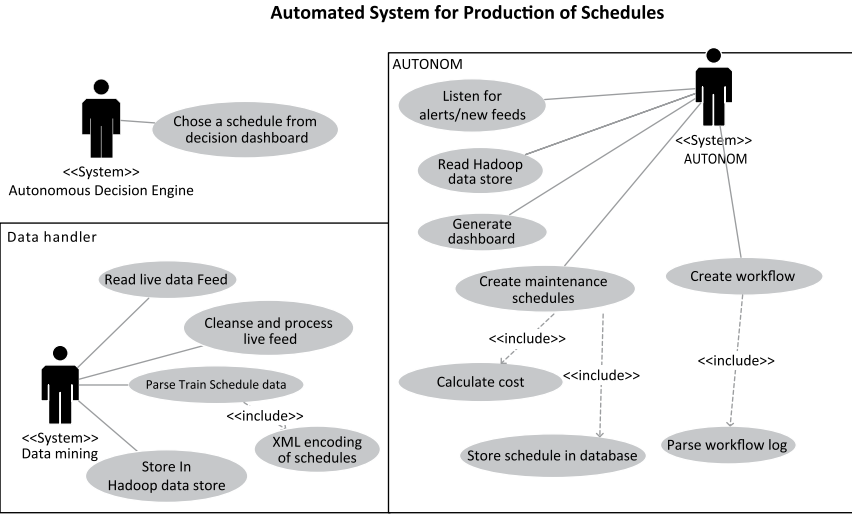 Automated System for Production of Schedules
Chose a schedule from
decision dashboard
<<System>>
Autonomous Decision Engine
AUTONOM
Listen for
alerts/new feeds
Read Hadoop
data store
Generate
dashboard
<<System>>
AUTONOM
Create maintenance
schedules
Create workflow
<<include>>
Calculate cost
<<include>>
<<include>>
Store schedule in database
Parse workflow log
Data handler
Read live data Feed
Cleanse and process
live feed
Parse Train Schedule data
<<include>>
XML encoding
of schedules
<<System>>
Data mining
Store In
Hadoop data store